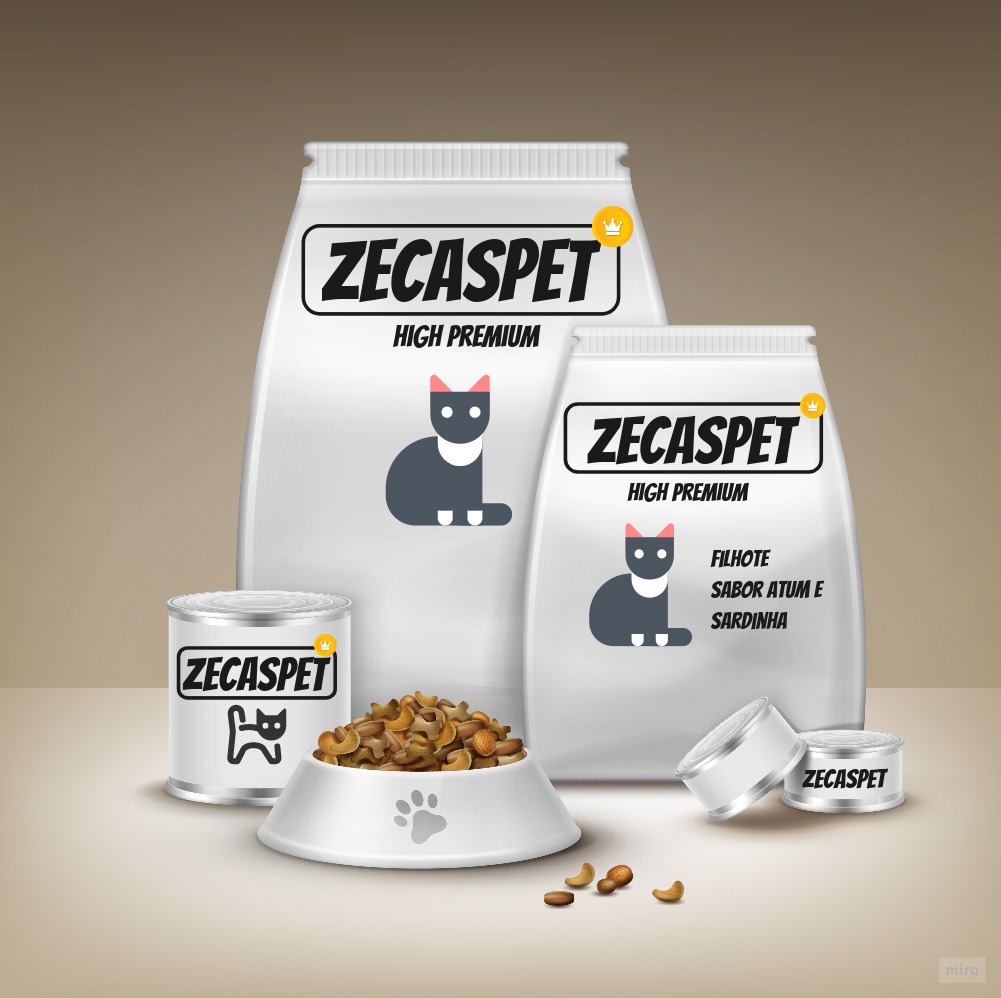 ZECASPET
HIGH PREMIUM
ZECASPET
HIGH PREMIUM
FILHOTE
SABOR ATUM E
SARDINHA
ZECASPET
ZECASPET
miro